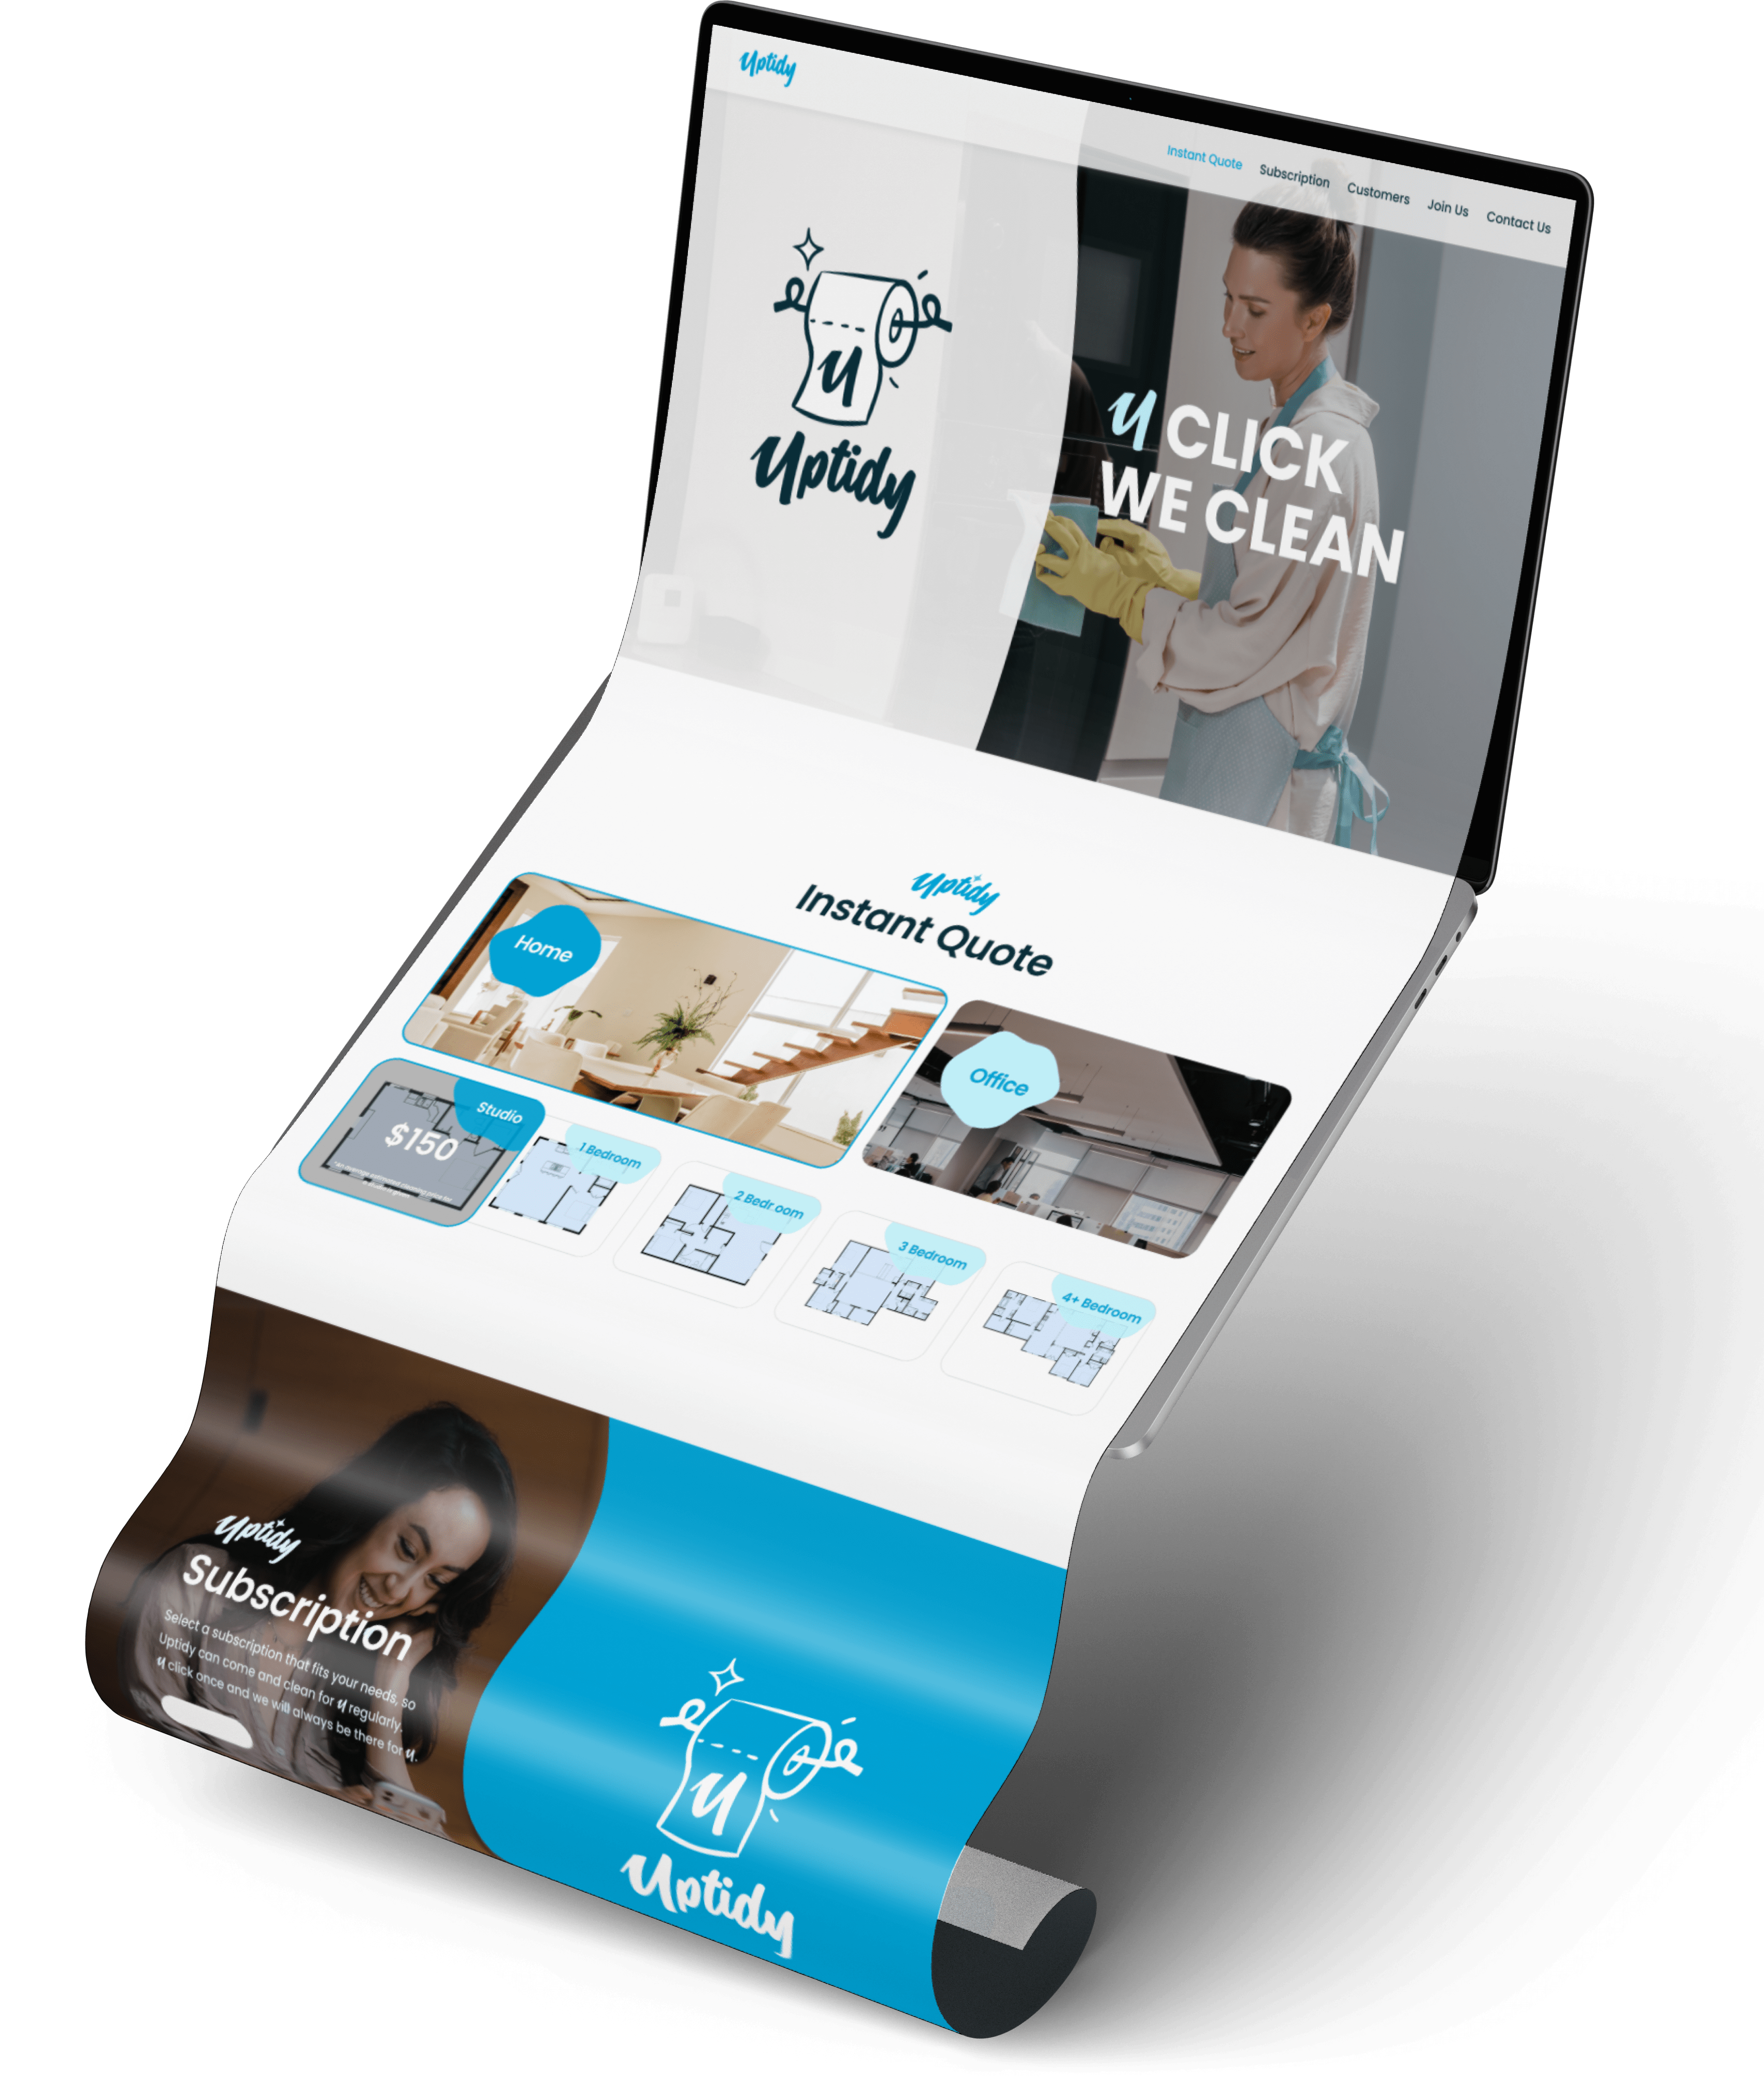 Uptidy
Instant Quote Subscription Customers Join Us Contact Us
U
Uptidy
U CLICK
WE CLEAN
Uptidy
Instant Quote
Home
Office
Studio
$150
1 Bedroom
2 Bedr.oom
3 Bedroom
4+ Bedroom
Uptidy
Subscription
Select a subscription that fits your needs, so
Uptidy can come and clean for U regularly.
U click once and we will always be there for U.
U
Uptidy